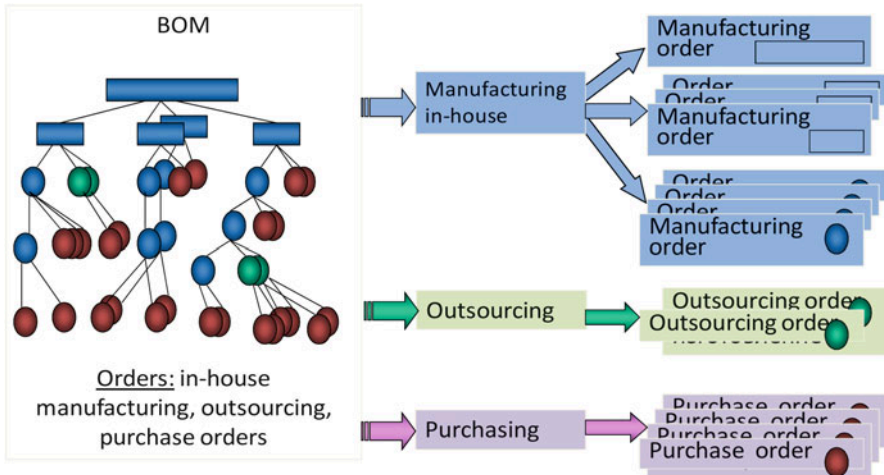 BOM
Orders: in-house
manufacturing, outsourcing,
purchase orders
Manufacturing
in-house
Outsourcing
Purchasing
Manufacturing
order
Order
Order
Manufacturing
order
Order
Order
Order
Manufacturing
order
Outsourcing order
Outsourcing order
Purchase order
Purchase order
Purchase order
Purchase order